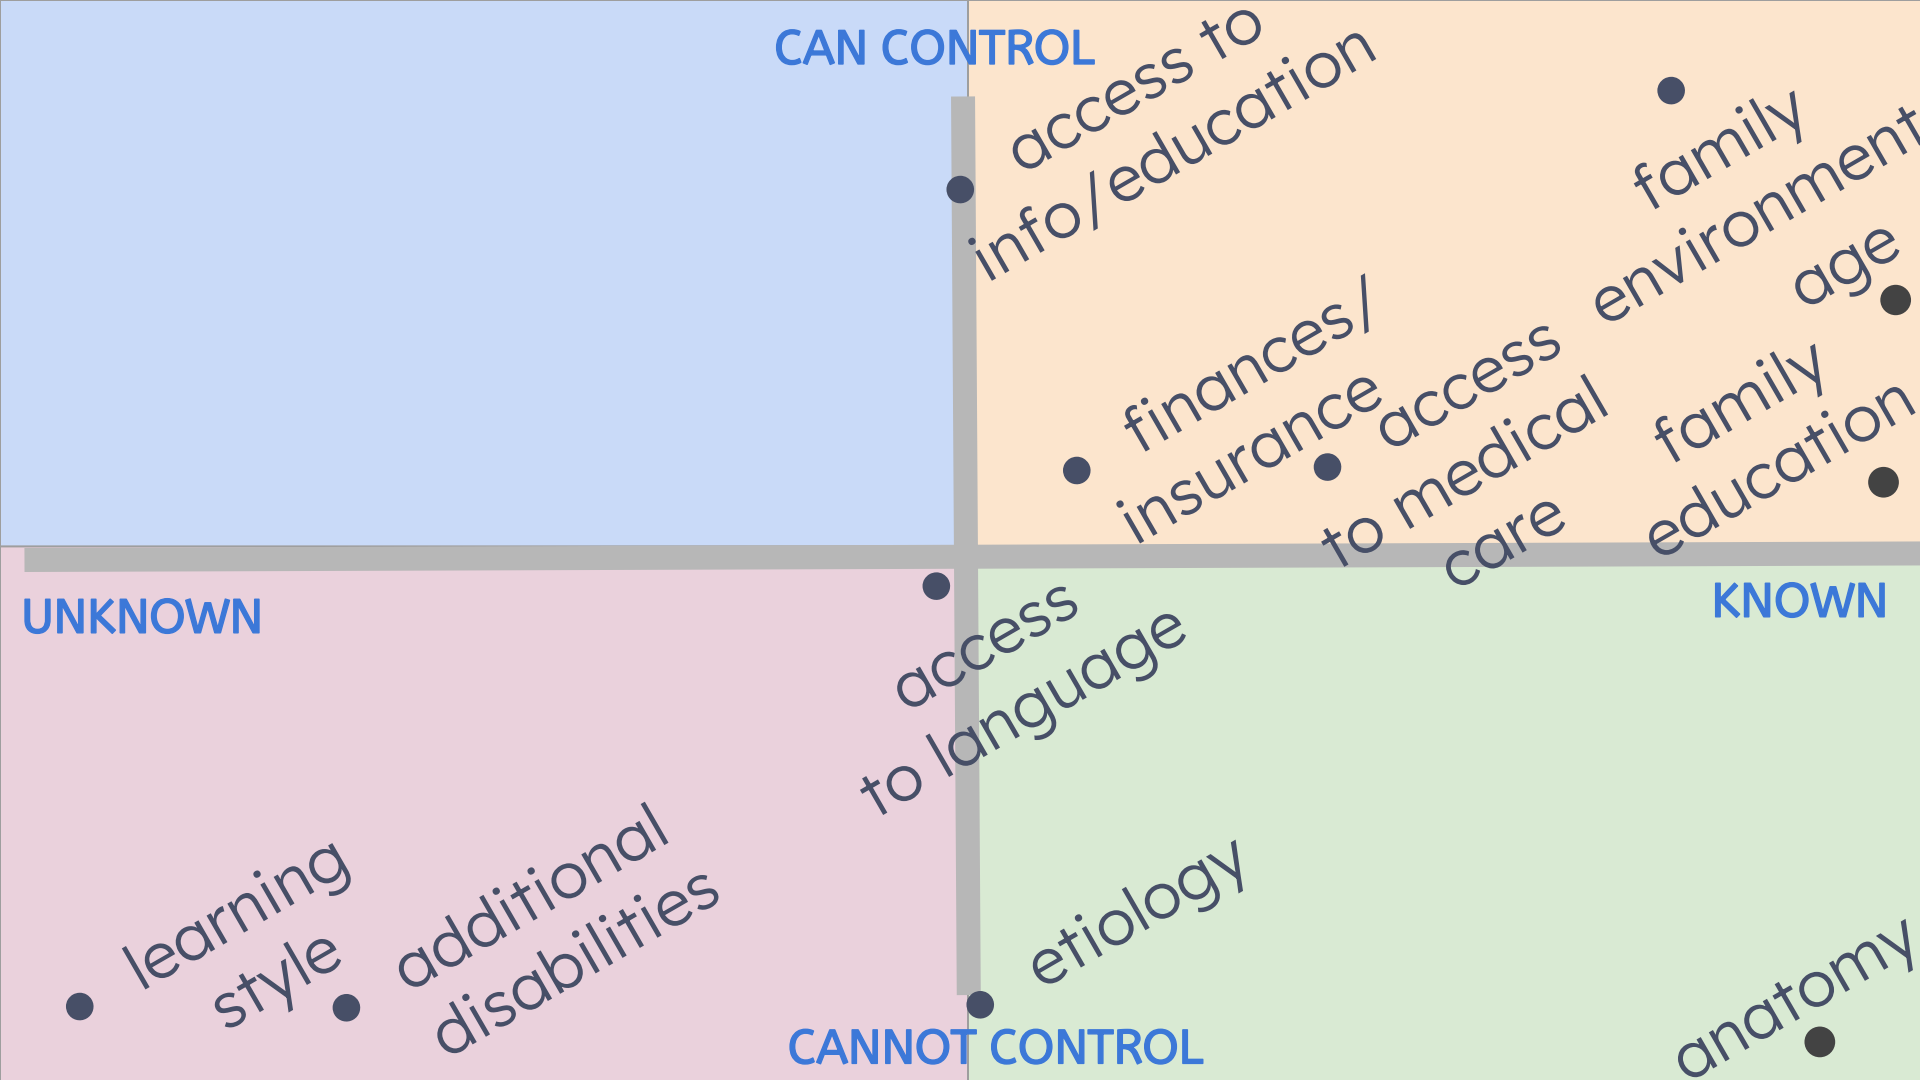 CAN CONTROL
access to
info/education
family
environment
age
finances/
insurance
access
to medical
care
family
education
UNKNOWN
KNOWN
access
to language
learning
style
additional
disabilities
etiology
anatomy
CANNOT CONTROL